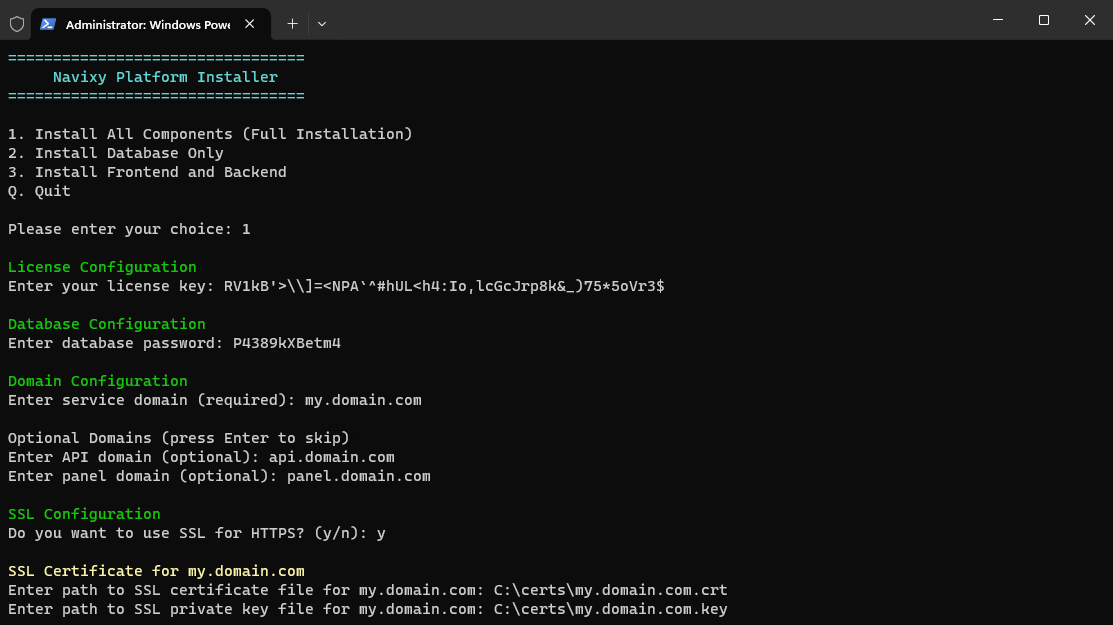 Administrator: Windows Powe
=================================
Navixy Platform Installer
=================================
1. Install All Components (Full Installation)
2. Install Database Only
3. Install Frontend and Backend
Q. Quit
Please enter your choice: 1
License Configuration
Enter your license key: RV1kB'>\\]=<NPA`^#hUL<h4:Io,lcGcJrp8k&_)75*5oVr3$
Database Configuration
Enter database password: P4389kXBetm4
Domain Configuration
Enter service domain (required): my.domain.com
Optional Domains (press Enter to skip)
Enter API domain (optional): api.domain.com
Enter panel domain (optional): panel.domain.com
SSL Configuration
Do you want to use SSL for HTTPS? (y/n): y
SSL Certificate for my.domain.com
Enter path to SSL certificate file for my.domain.com: C:\certs\my.domain.com.crt
Enter path to SSL private key file for my.domain.com: C:\certs\my.domain.com.key